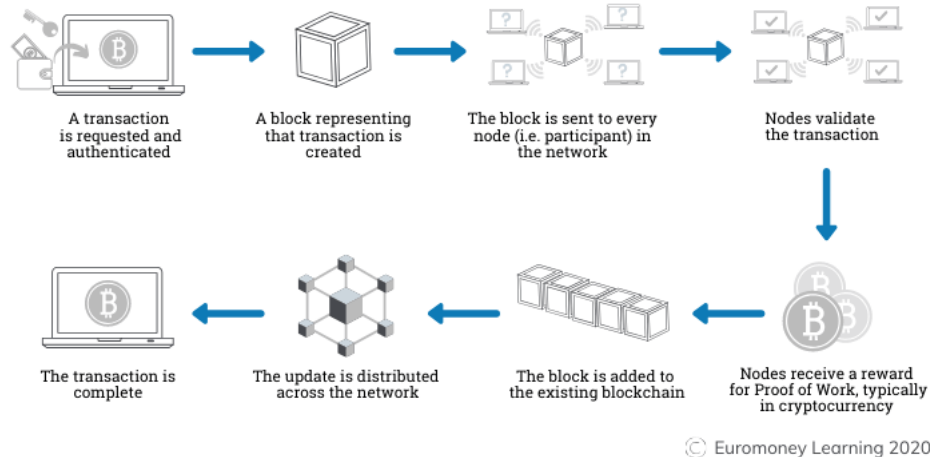 A transaction
is requested and
authenticated
A block representing
that transaction is
created
The block is sent to every
node (i.e. participant) in
the network
Nodes validate
the transaction
Nodes receive a reward
for Proof of Work, typically
in cryptocurrency
The block is added to
the existing blockchain
The update is distributed
across the network
The transaction is
complete
© Euromoney Learning 2020